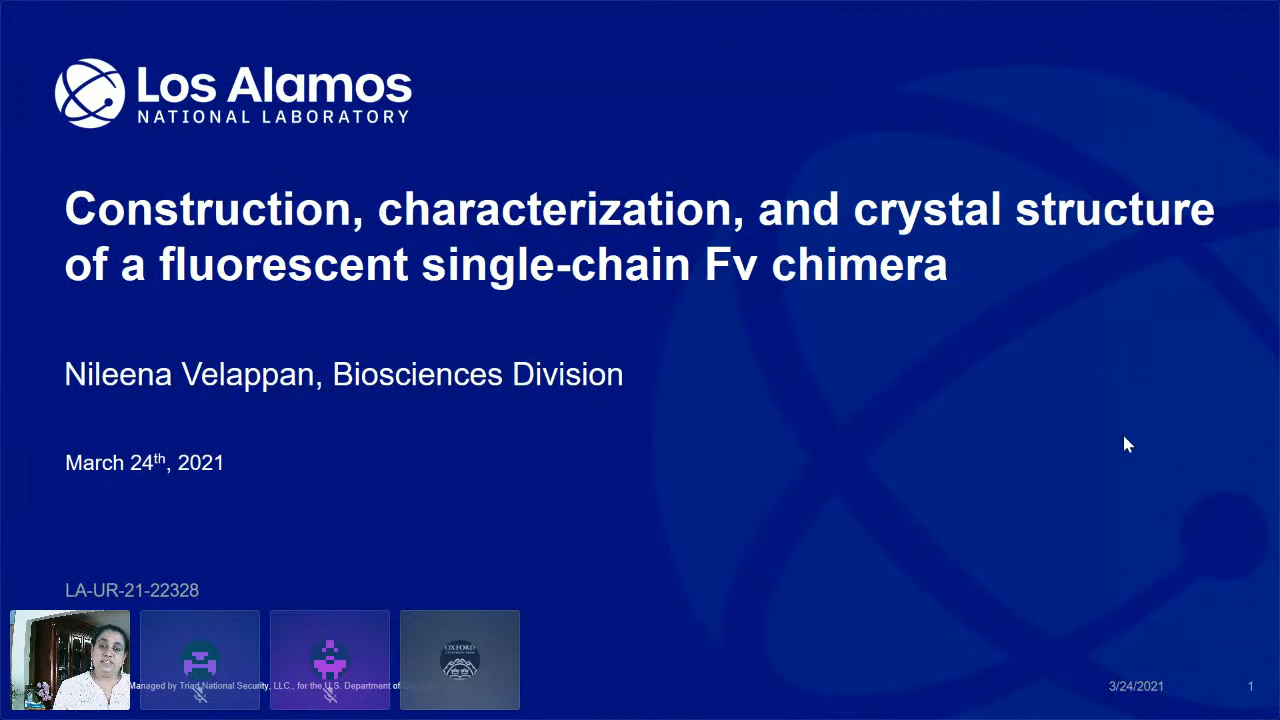 Los Alamos
NATIONAL LABORATORY
Construction, characterization, and crystal structure
of a fluorescent single-chain Fv chimera
Nileena Velappan, Biosciences Division
March 24th, 2021
LA-UR-21-22328
OXFORD
Managed by Triad National Security, LLC., for the U.S. Department of
3/24/2021
1